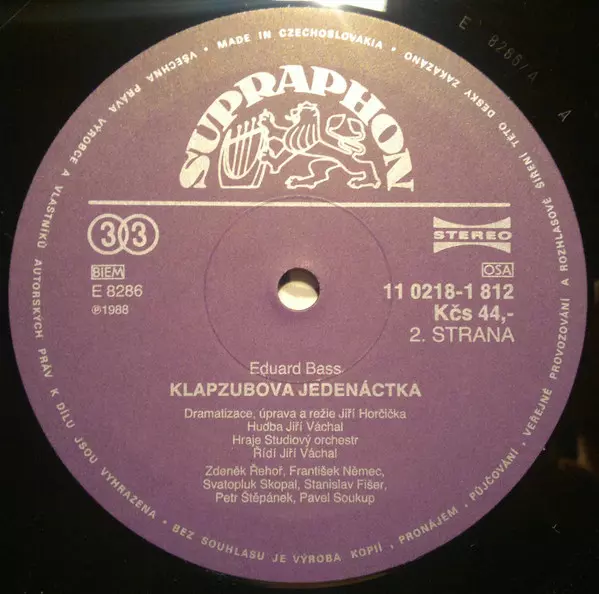 VŠECHNA PRÁVA VÝROBCE A VLASTNÍKŮ AUTORSKÝCH PRÁV K DÍLU JSOU VYHRAZENA • BEZ SOUHLASU JE VÝROBA KOPIÍ, PRONÁJEM, PŮJČOVÁNÍ, VEŘEJNÉ PROVOZOVÁNÍ A ROZHLASOVÉ ŠÍŘENÍ TÉTO DESKY ZAKÁZÁNO • MADE IN CZECHOSLOVAKIA •
E 8286/A A
SUPRAPHON
33
STEREO
BIEM
OSA
E 8286
11 0218-1 812
℗1988
Kčs 44,-
2. STRANA
Eduard Bass
KLAPZUBOVA JEDENÁCTKA
Dramatizace, úprava a režie Jiří Horčička
Hudba Jiří Váchal
Hraje Studiový orchestr
Řídí Jiří Váchal
Zdeněk Řehoř, František Němec,
Svatopluk Skopal, Stanislav Fišer,
Petr Štěpánek, Pavel Soukup